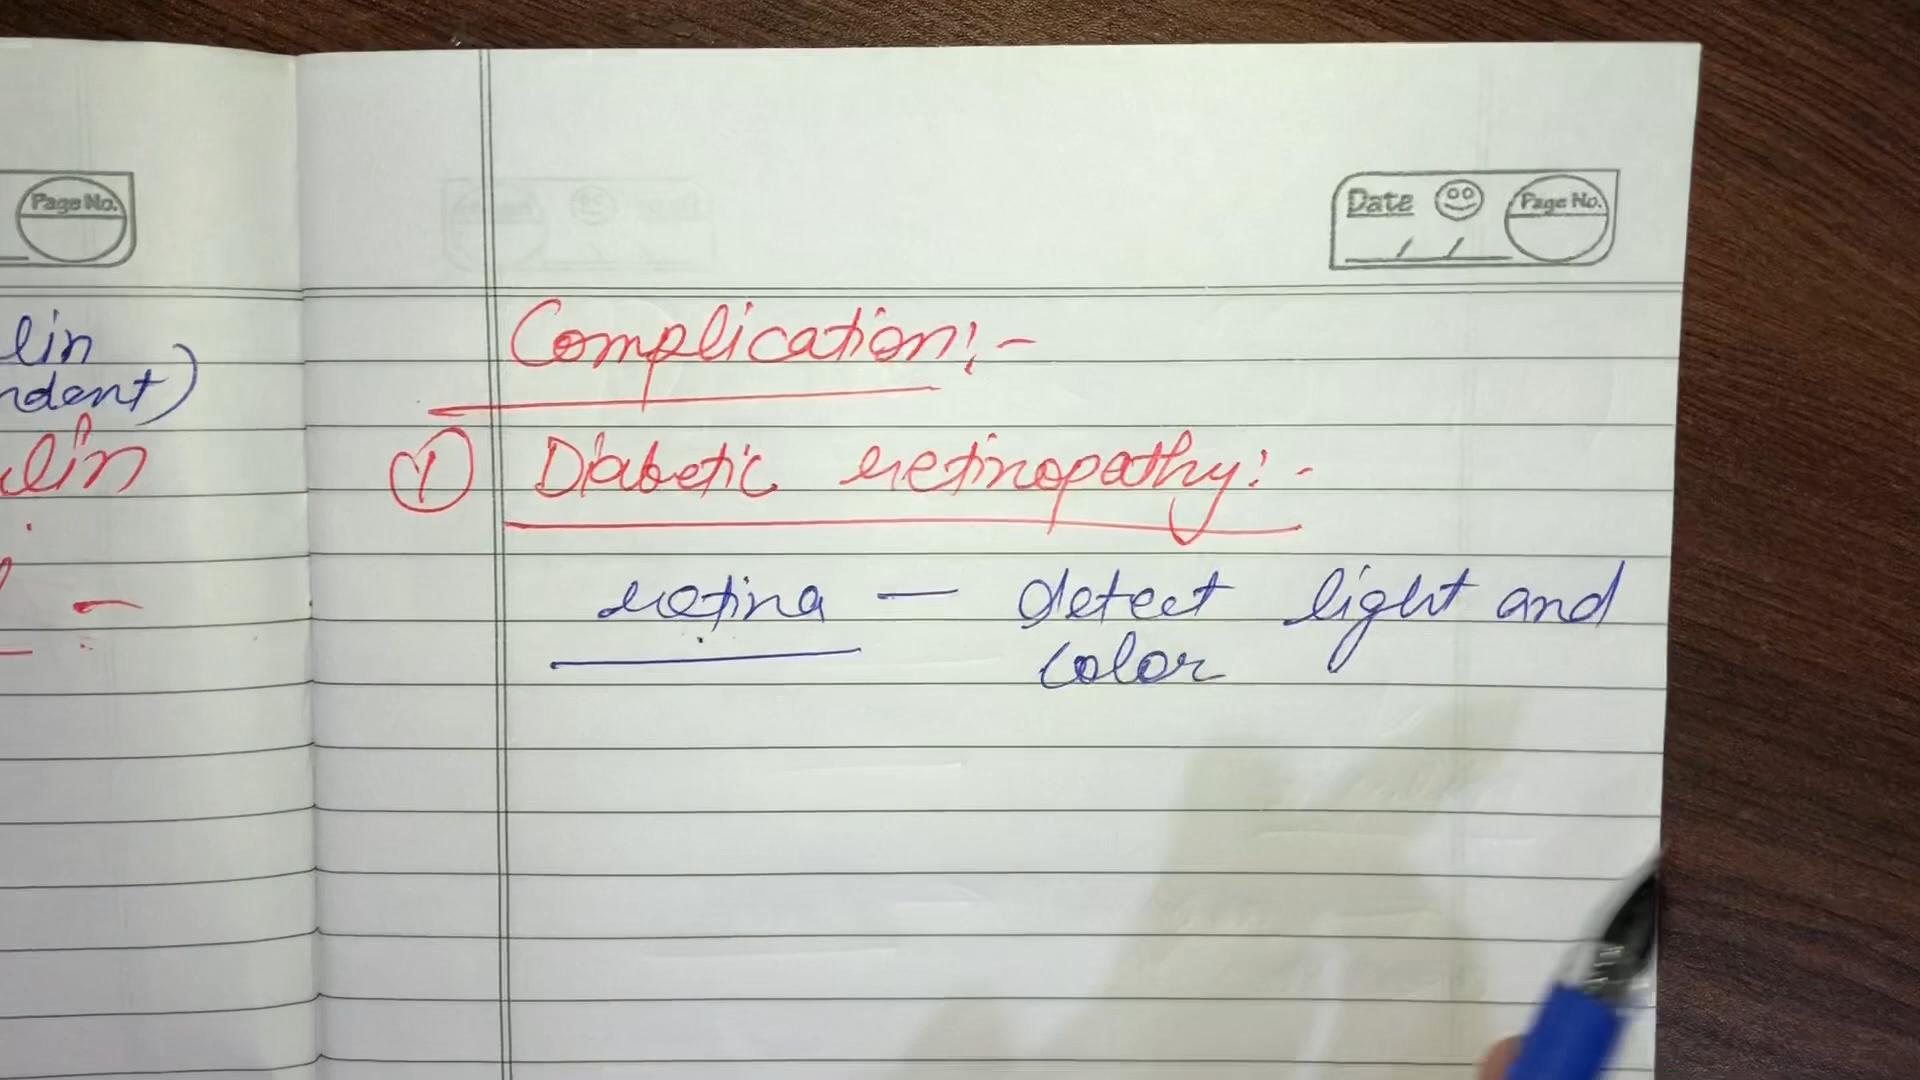 Page No.
lin
ndent)
lin
Date
Page No.
Complication:-
① Diabetic retinopathy:-
retina — detect light and
color